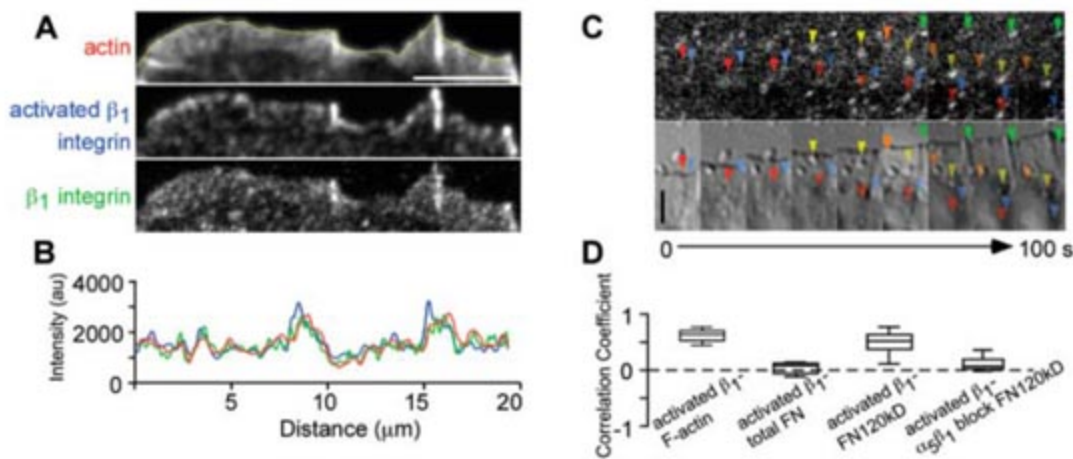 A
actin
activated β1
integrin
β1 integrin
B
Intensity (au)
4000
2000
0
5
10
15
20
Distance (μm)
C
0
100 s
D
Correlation Coefficient
1
0
-1
activated β1-
F-actin
activated β1-
total FN
activated β1-
FN120kD
activated β1-
α5β1 block FN120kD